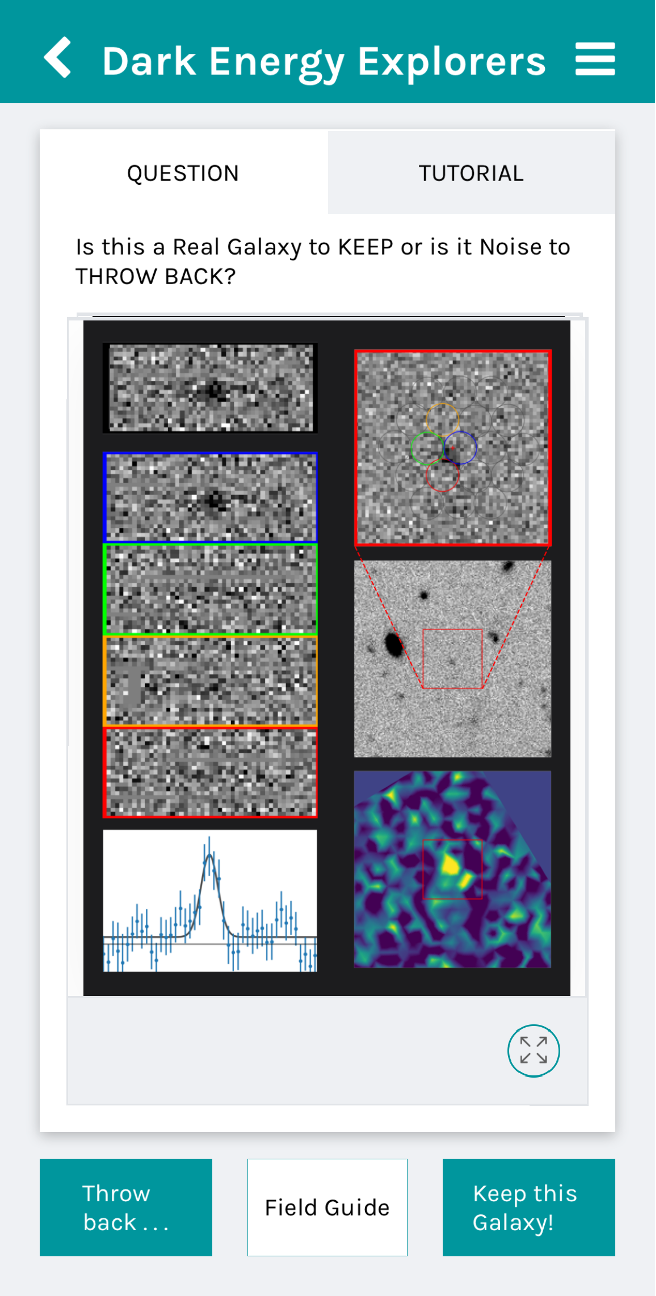 Dark Energy Explorers
QUESTION
TUTORIAL
Is this a Real Galaxy to KEEP or is it Noise to
THROW BACK?
Throw
back . . .
Field Guide
Keep this
Galaxy!